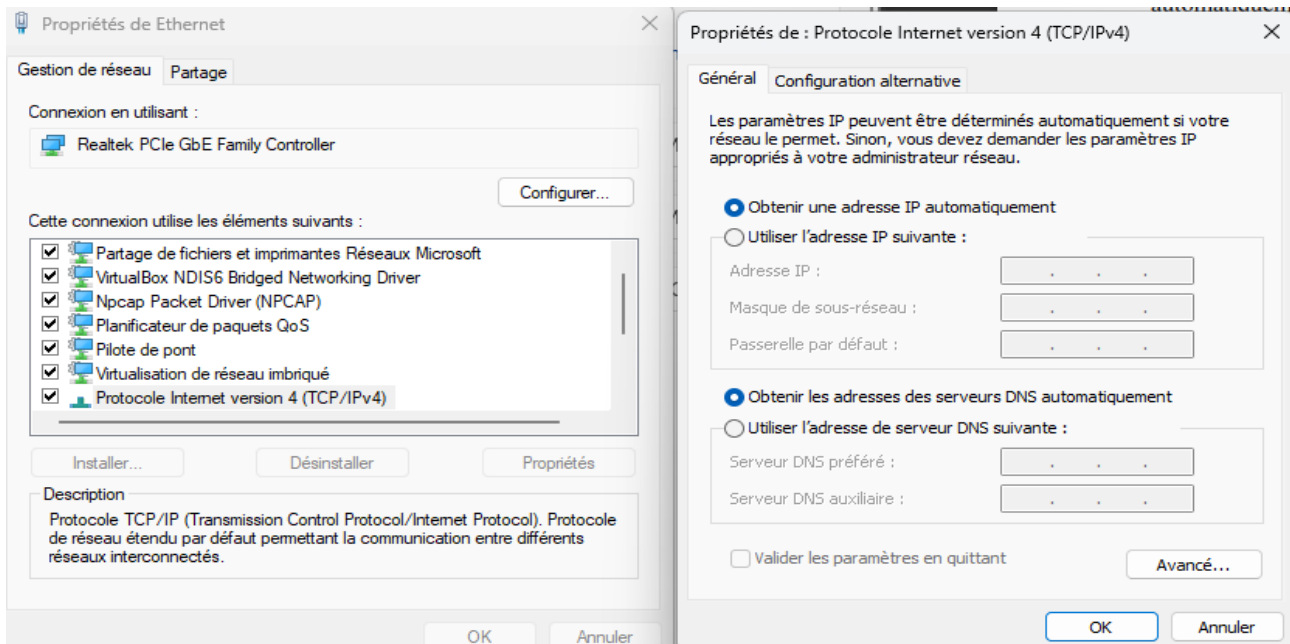 Propriétés de Ethernet
Gestion de réseau
Partage
Connexion en utilisant :
Realtek PCIe GbE Family Controller
Configurer...
Cette connexion utilise les éléments suivants :
Partage de fichiers et imprimantes Réseaux Microsoft
VirtualBox NDIS6 Bridged Networking Driver
Npcap Packet Driver (NPCAP)
Planificateur de paquets QoS
Pilote de pont
Virtualisation de réseau imbriqué
Protocole Internet version 4 (TCP/IPv4)
Installer...
Désinstaller
Propriétés
Description
Protocole TCP/IP (Transmission Control Protocol/Internet Protocol). Protocole
de réseau étendu par défaut permettant la communication entre différents
réseaux interconnectés.
OK
Annuler
Propriétés de : Protocole Internet version 4 (TCP/IPv4)
Général
Configuration alternative
Les paramètres IP peuvent être déterminés automatiquement si votre
réseau le permet. Sinon, vous devez demander les paramètres IP
appropriés à votre administrateur réseau.
Obtenir une adresse IP automatiquement
Utiliser l'adresse IP suivante :
Adresse IP :
Masque de sous-réseau :
Passerelle par défaut :
Obtenir les adresses des serveurs DNS automatiquement
Utiliser l'adresse de serveur DNS suivante :
Serveur DNS préféré :
Serveur DNS auxiliaire :
Valider les paramètres en quittant
Avancé...
OK
Annuler